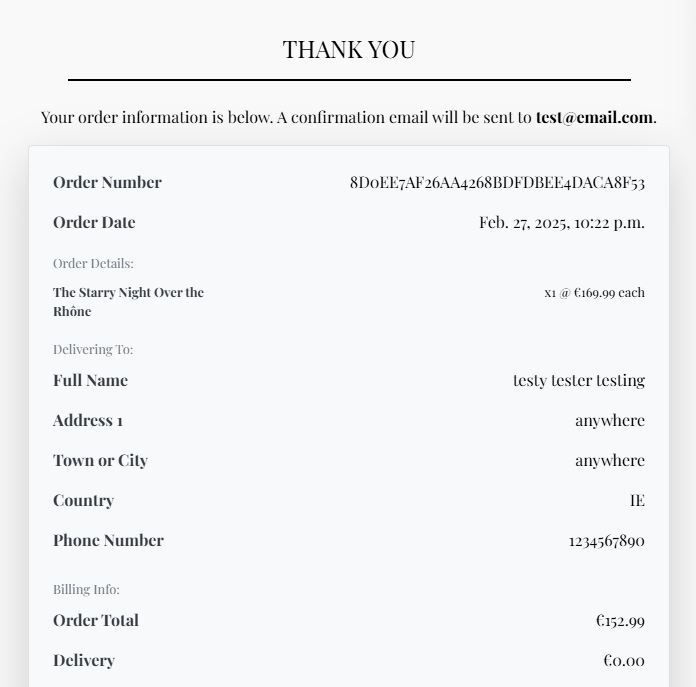 THANK YOU
Your order information is below. A confirmation email will be sent to test@email.com.
Order Number 8D0EE7AF26AA4268BDFDBEE4DACA8F53
Order Date Feb. 27, 2025, 10:22 p.m.
Order Details:
The Starry Night Over the x1 @ €169.99 each
Rhône
Delivering To:
Full Name testy tester testing
Address 1 anywhere
Town or City anywhere
Country IE
Phone Number 1234567890
Billing Info:
Order Total €152.99
Delivery €0.00